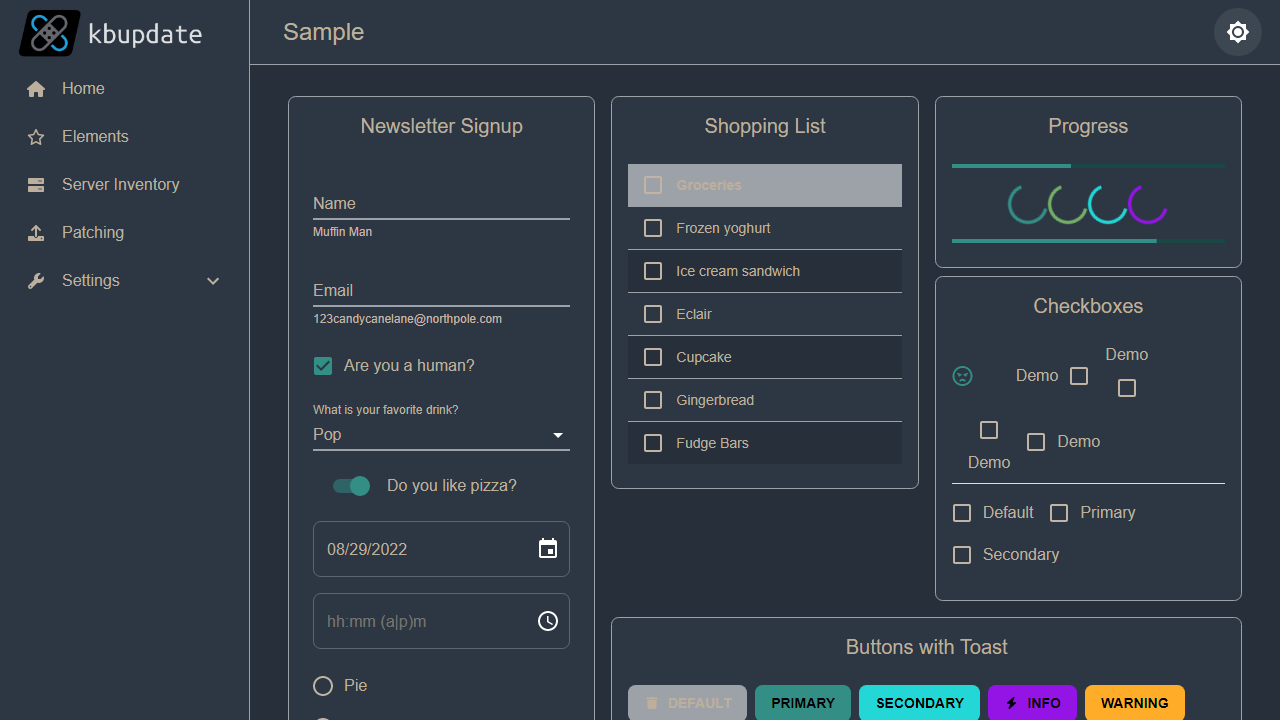 kbupdate
Home
Elements
Server Inventory
Patching
Settings
Sample
Newsletter Signup
Name
Muffin Man
Email
123candycanelane@northpole.com
Are you a human?
What is your favorite drink?
Pop
Do you like pizza?
08/29/2022
hh:mm (a|p)m
Pie
Shopping List
Groceries
Frozen yoghurt
Ice cream sandwich
Eclair
Cupcake
Gingerbread
Fudge Bars
Progress
Checkboxes
Demo
Demo
Demo
Demo
Default
Primary
Secondary
Buttons with Toast
DEFAULT
PRIMARY
SECONDARY
INFO
WARNING